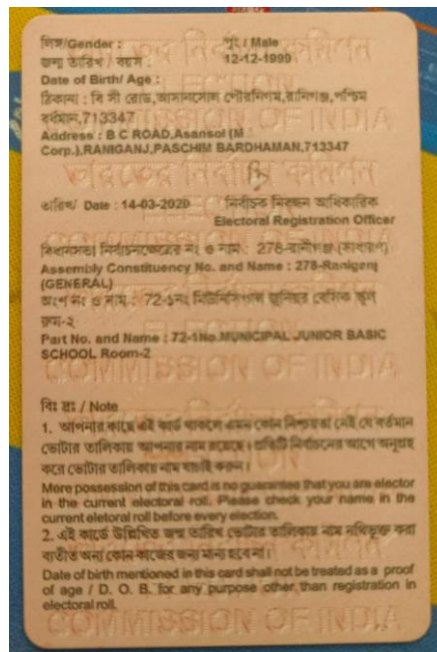 লিঙ্গ/Gender : পুং / Male
জন্ম তারিখ / বয়স : 12-12-1999
Date of Birth/ Age :
ঠিকানা : বি সী রোড,আসানসোল পৌরনিগম,রানিগঞ্জ,পশ্চিম
বর্ধমান,713347
Address : B C ROAD,Asansol (M
Corp.),RANIGANJ,PASCHIM BARDHAMAN,713347
তারিখ/ Date : 14-03-2020 নির্বাচক নিবন্ধন আধিকারিক
Electoral Registration Officer
বিধানসভা নির্বাচনক্ষেত্রের নং ও নাম : 278-রানীগঞ্জ (সাধারণ)
Assembly Constituency No. and Name : 278-Raniganj
(GENERAL)
অংশ নং ও নাম : 72-১নং মিউনিসিপাল জুনিয়র বেসিক স্কুল
রুম-২
Part No. and Name : 72-1No.MUNICIPAL JUNIOR BASIC
SCHOOL Room-2
বিঃ দ্রঃ / Note
1. আপনার কাছে এই কার্ড থাকলে এমন কোন নিশ্চয়তা নেই যে বর্তমান
ভোটার তালিকায় আপনার নাম রয়েছে। প্রতিটি নির্বাচনের আগে অনুগ্রহ
করে ভোটার তালিকায় নাম যাচাই করুন।
Mere possession of this card is no guarantee that you are elector
in the current electoral roll. Please check your name in the
current eletoral roll before every election.
2. এই কার্ডে উল্লিখিত জন্ম তারিখ ভোটার তালিকায় নাম নথিভুক্ত করা
ব্যতীত অন্য কোন কাজের জন্য মান্য হবে না।
Date of birth mentioned in this card shall not be treated as a proof
of age / D. O. B. for any purpose other than registration in
electoral roll.
COMMISSION OF INDIA